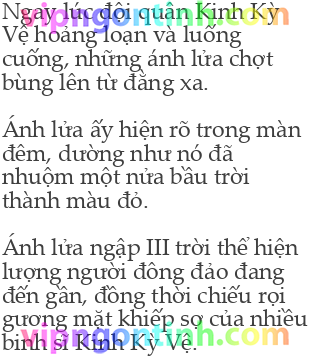 Ngay lúc đội quân Kinh Kỳ
vipngontinh.com
Vệ hoảng loạn và luống
cuống, những ánh lửa chợt
bùng lên từ đằng xa.
Ánh lửa ấy hiện rõ trong màn
đêm, dường như nó đã
nhuộm một nửa bầu trời
thành màu đỏ.
Ánh lửa ngập III trời thể hiện
lượng người đông đảo đang
đến gần, đồng thời chiếu rọi
gương mặt khiếp sợ của nhiều
vipngontinh.com
binh sĩ Kinh Kỳ Vệ.